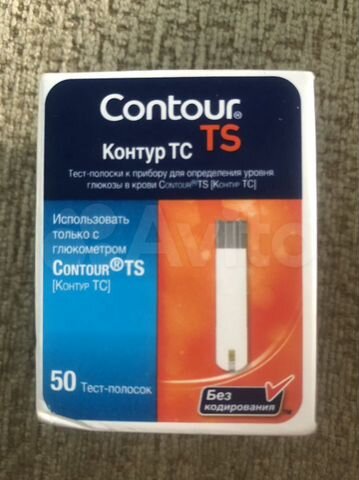 Contour®
TS
Контур ТС
Тест-полоски к прибору для определения уровня
глюкозы в крови CONTOUR®TS [КОНТУР ТС]
Использовать
только с
глюкометром
CONTOUR®TS
[КОНТУР ТС]
50 Тест-полосок
Без
кодирования
Avito